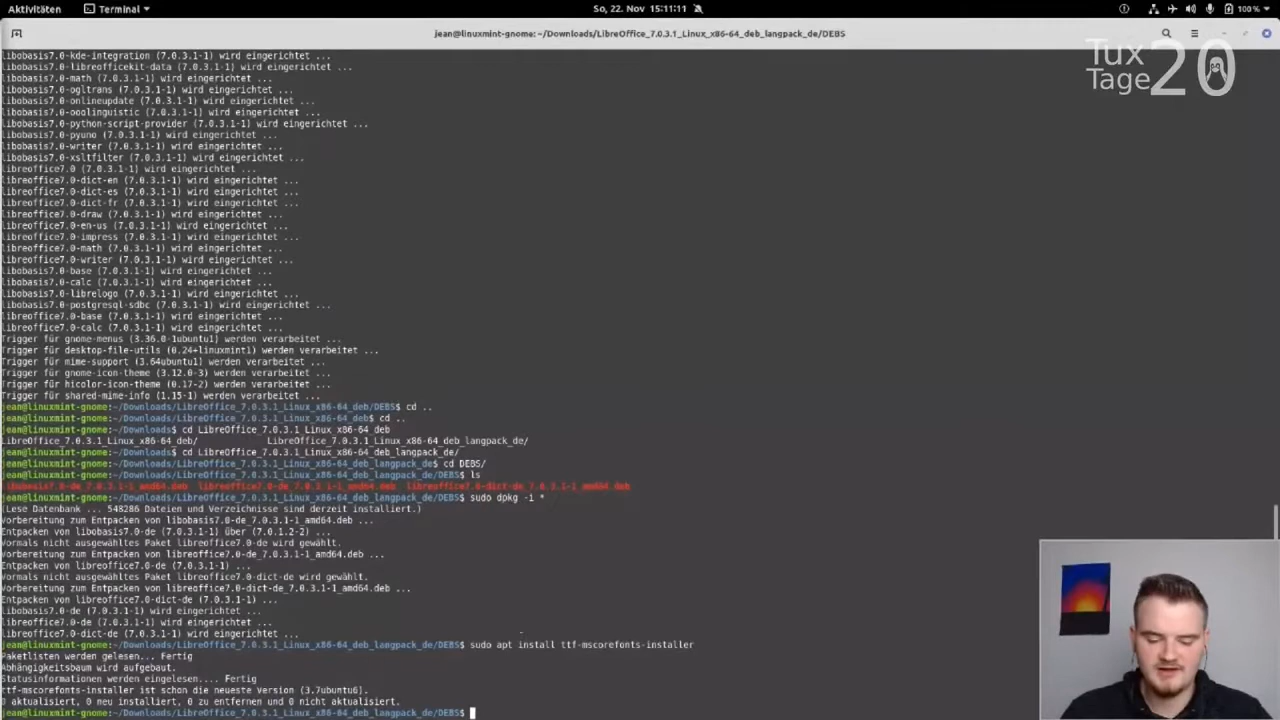 Aktivitäten
Terminal
So, 22. Nov 15:11:11
100 %
jean@linuxmint-gnome: ~/Downloads/LibreOffice_7.0.3.1_Linux_x86-64_deb_langpack_de/DEBS
Tux
Tage 20
libobasis7.0-kde-integration (7.0.3.1-1) wird eingerichtet ...
libobasis7.0-libreofficekit-data (7.0.3.1-1) wird eingerichtet ...
libobasis7.0-math (7.0.3.1-1) wird eingerichtet ...
libobasis7.0-ogltrans (7.0.3.1-1) wird eingerichtet ...
libobasis7.0-onlineupdate (7.0.3.1-1) wird eingerichtet ...
libobasis7.0-ooolinguistic (7.0.3.1-1) wird eingerichtet ...
libobasis7.0-python-script-provider (7.0.3.1-1) wird eingerichtet ...
libobasis7.0-pyuno (7.0.3.1-1) wird eingerichtet ...
libobasis7.0-writer (7.0.3.1-1) wird eingerichtet ...
libobasis7.0-xsltfilter (7.0.3.1-1) wird eingerichtet ...
libreoffice7.0 (7.0.3.1-1) wird eingerichtet ...
libreoffice7.0-dict-en (7.0.3.1-1) wird eingerichtet ...
libreoffice7.0-dict-es (7.0.3.1-1) wird eingerichtet ...
libreoffice7.0-dict-fr (7.0.3.1-1) wird eingerichtet ...
libreoffice7.0-draw (7.0.3.1-1) wird eingerichtet ...
libreoffice7.0-en-us (7.0.3.1-1) wird eingerichtet ...
libreoffice7.0-impress (7.0.3.1-1) wird eingerichtet ...
libreoffice7.0-math (7.0.3.1-1) wird eingerichtet ...
libreoffice7.0-writer (7.0.3.1-1) wird eingerichtet ...
libobasis7.0-base (7.0.3.1-1) wird eingerichtet ...
libobasis7.0-calc (7.0.3.1-1) wird eingerichtet ...
libobasis7.0-librelogo (7.0.3.1-1) wird eingerichtet ...
libobasis7.0-postgresql-sdbc (7.0.3.1-1) wird eingerichtet ...
libreoffice7.0-base (7.0.3.1-1) wird eingerichtet ...
libreoffice7.0-calc (7.0.3.1-1) wird eingerichtet ...
Trigger für gnome-menus (3.36.0-1ubuntu1) werden verarbeitet ...
Trigger für desktop-file-utils (0.24+linuxmint1) werden verarbeitet ...
Trigger für mime-support (3.64ubuntu1) werden verarbeitet ...
Trigger für gnome-icon-theme (3.12.0-3) werden verarbeitet ...
Trigger für hicolor-icon-theme (0.17-2) werden verarbeitet ...
Trigger für shared-mime-info (1.15-1) werden verarbeitet ...
jean@linuxmint-gnome:~/Downloads/LibreOffice_7.0.3.1_Linux_x86-64_deb/DEBS$ cd ..
jean@linuxmint-gnome:~/Downloads/LibreOffice_7.0.3.1_Linux_x86-64_deb$ cd ..
jean@linuxmint-gnome:~/Downloads$ cd LibreOffice_7.0.3.1_Linux_x86-64_deb
LibreOffice_7.0.3.1_Linux_x86-64_deb/ LibreOffice_7.0.3.1_Linux_x86-64_deb_langpack_de/
jean@linuxmint-gnome:~/Downloads$ cd LibreOffice_7.0.3.1_Linux_x86-64_deb_langpack_de/
jean@linuxmint-gnome:~/Downloads/LibreOffice_7.0.3.1_Linux_x86-64_deb_langpack_de$ cd DEBS/
jean@linuxmint-gnome:~/Downloads/LibreOffice_7.0.3.1_Linux_x86-64_deb_langpack_de/DEBS$ ls
libobasis7.0-de_7.0.3.1-1_amd64.deb libreoffice7.0-de_7.0.3.1-1_amd64.deb libreoffice7.0-dict-de_7.0.3.1-1_amd64.deb
jean@linuxmint-gnome:~/Downloads/LibreOffice_7.0.3.1_Linux_x86-64_deb_langpack_de/DEBS$ sudo dpkg -i *
(Lese Datenbank ... 548286 Dateien und Verzeichnisse sind derzeit installiert.)
Vorbereitung zum Entpacken von libobasis7.0-de_7.0.3.1-1_amd64.deb ...
Entpacken von libobasis7.0-de (7.0.3.1-1) über (7.0.1.2-2) ...
Vormals nicht ausgewähltes Paket libreoffice7.0-de wird gewählt.
Vorbereitung zum Entpacken von libreoffice7.0-de_7.0.3.1-1_amd64.deb ...
Entpacken von libreoffice7.0-de (7.0.3.1-1) ...
Vormals nicht ausgewähltes Paket libreoffice7.0-dict-de wird gewählt.
Vorbereitung zum Entpacken von libreoffice7.0-dict-de_7.0.3.1-1_amd64.deb ...
Entpacken von libreoffice7.0-dict-de (7.0.3.1-1) ...
libobasis7.0-de (7.0.3.1-1) wird eingerichtet ...
libreoffice7.0-de (7.0.3.1-1) wird eingerichtet ...
libreoffice7.0-dict-de (7.0.3.1-1) wird eingerichtet ...
jean@linuxmint-gnome:~/Downloads/LibreOffice_7.0.3.1_Linux_x86-64_deb_langpack_de/DEBS$ sudo apt install ttf-mscorefonts-installer
Paketlisten werden gelesen... Fertig
Abhängigkeitsbaum wird aufgebaut.
Statusinformationen werden eingelesen.... Fertig
ttf-mscorefonts-installer ist schon die neueste Version (3.7ubuntu6).
0 aktualisiert, 0 neu installiert, 0 zu entfernen und 0 nicht aktualisiert.
jean@linuxmint-gnome:~/Downloads/LibreOffice_7.0.3.1_Linux_x86-64_deb_langpack_de/DEBS$